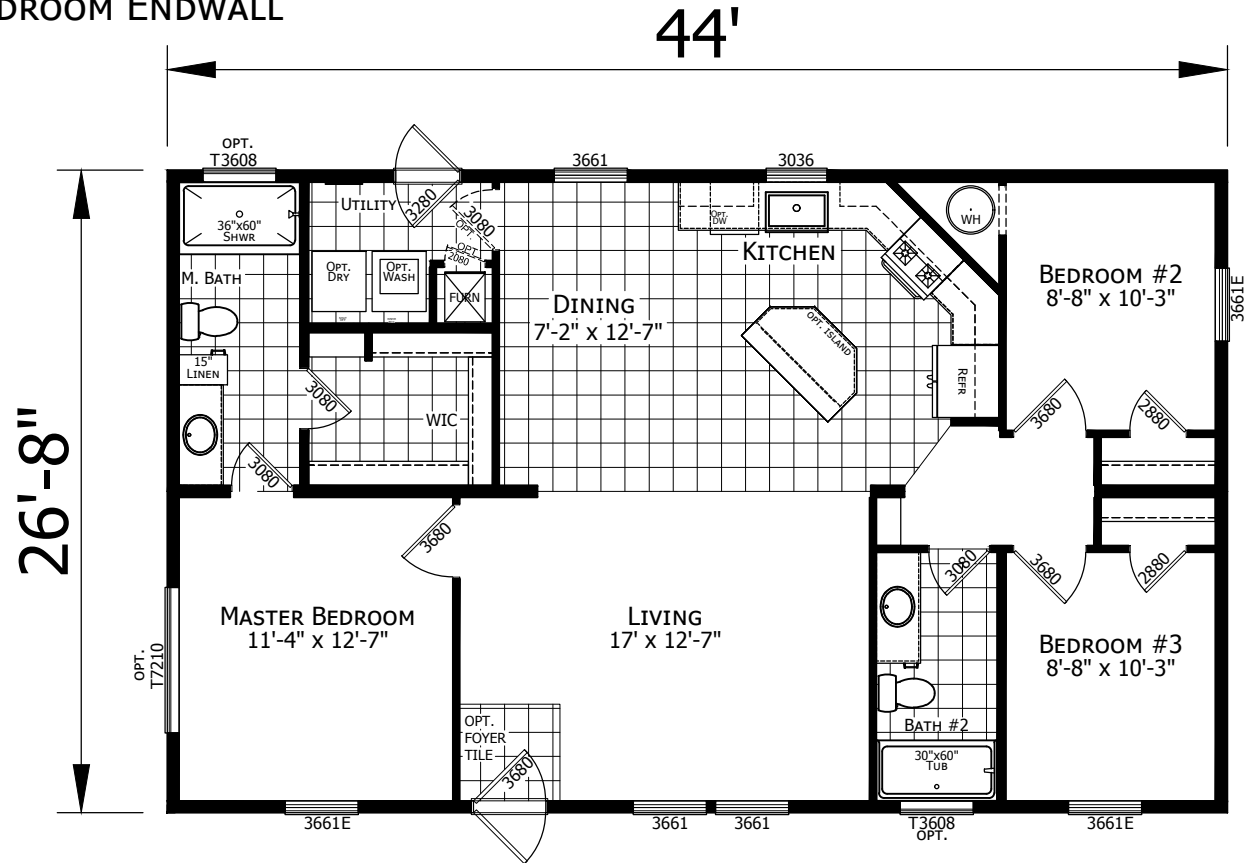 DROOM ENDWALL
44'
26'-8"
OPT.
T3608
3661
3036
36"x60"
SHWR
UTILITY
3280
3080
OPT.
OPT.
2080
OPT.
DW
WH
KITCHEN
M. BATH
OPT.
DRY
OPT.
WASH
FURN
DINING
7'-2" x 12'-7"
OPT. ISLAND
BEDROOM #2
8'-8" x 10'-3"
3661E
15"
LINEN
3080
WIC
REFR
3680
2880
3080
3680
3080
3680
2880
MASTER BEDROOM
11'-4" x 12'-7"
LIVING
17' x 12'-7"
BEDROOM #3
8'-8" x 10'-3"
OPT.
T7210
OPT.
FOYER
TILE
3680
BATH #2
30"x60"
TUB
3661E
3661
3661
T3608
OPT.
3661E